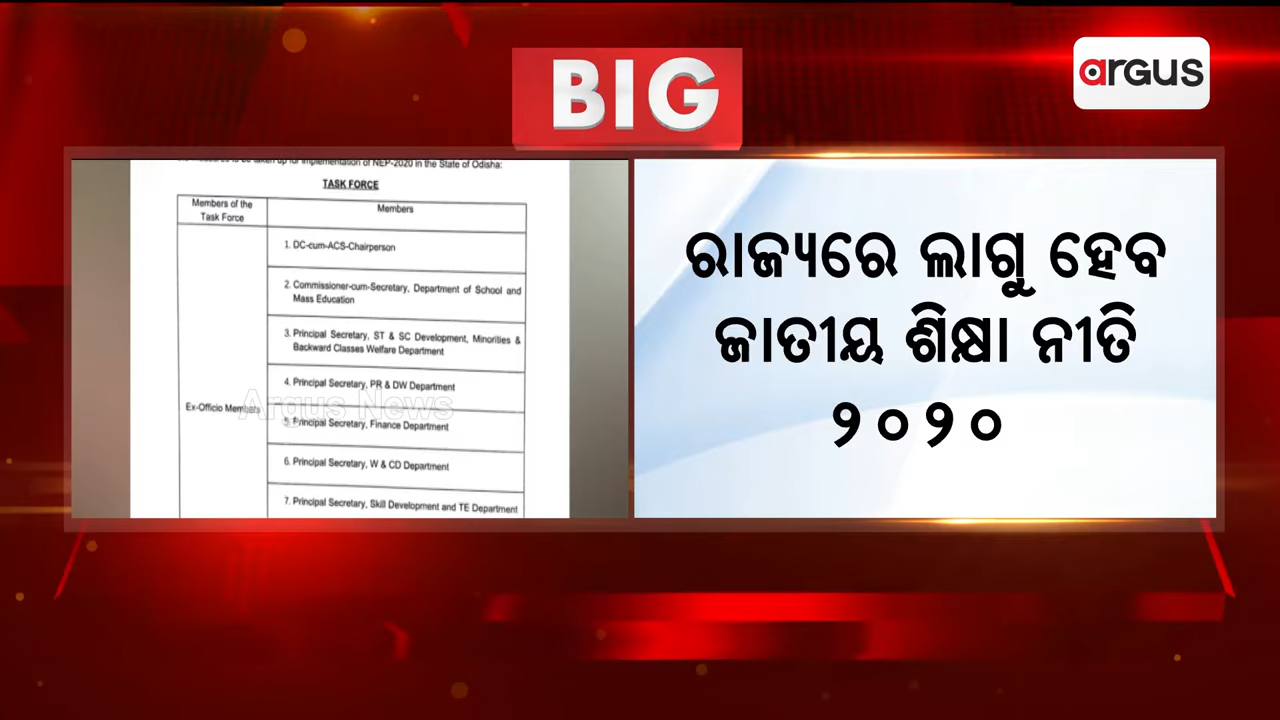 BIG
argus
the measures to be taken up for implementation of NEP-2020 in the State of Odisha:
TASK FORCE
Members of the
Task Force
Members
1. DC-cum-ACS-Chairperson
2. Commissioner-cum-Secretary, Department of School and
Mass Education
3. Principal Secretary, ST & SC Development, Minorities &
Backward Classes Welfare Department
4. Principal Secretary, PR & DW Department
Ex-Officio Members
Argus News
5. Principal Secretary, Finance Department
6. Principal Secretary, W & CD Department
7. Principal Secretary, Skill Development and TE Department
ରାଜ୍ୟରେ ଲାଗୁ ହେବ
ଜାତୀୟ ଶିକ୍ଷା ନୀତି
୨୦୨୦